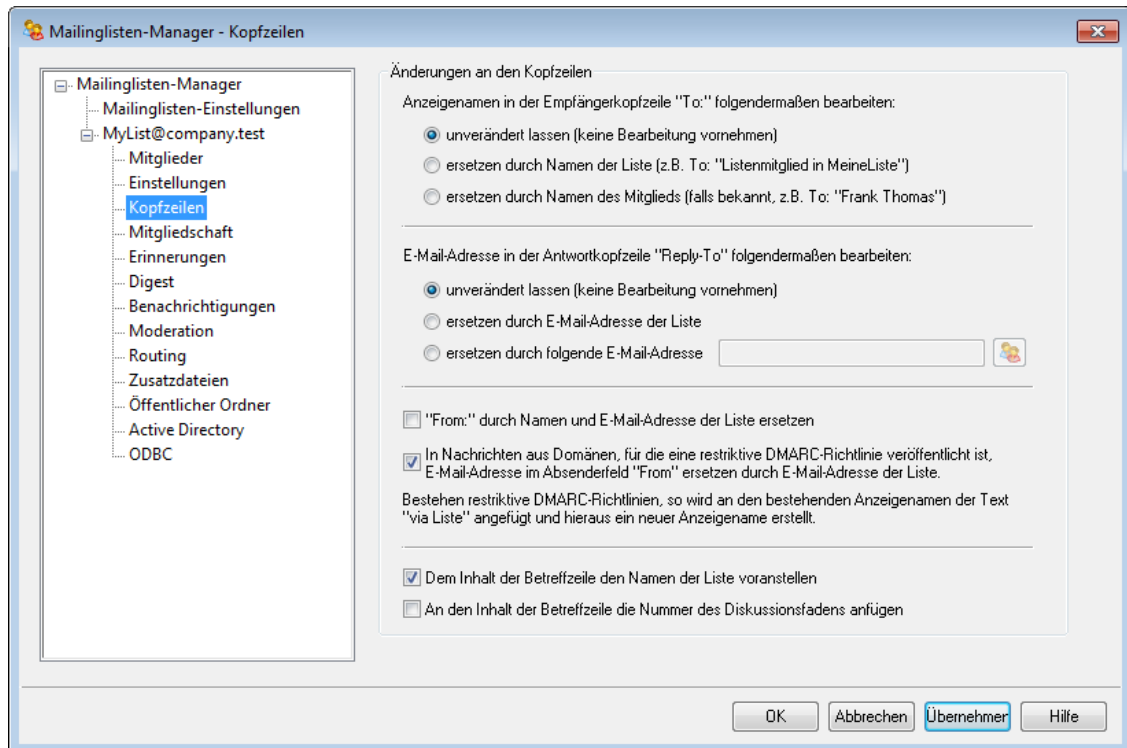 Mailinglisten-Manager - Kopfzeilen
Mailinglisten-Manager
Mailinglisten-Einstellungen
MyList@company.test
Mitglieder
Einstellungen
Kopfzeilen
Mitgliedschaft
Erinnerungen
Digest
Benachrichtigungen
Moderation
Routing
Zusatzdateien
Öffentlicher Ordner
Active Directory
ODBC
Änderungen an den Kopfzeilen
Anzeigenamen in der Empfängerkopfzeile "To:" folgendermaßen bearbeiten:
unverändert lassen (keine Bearbeitung vornehmen)
ersetzen durch Namen der Liste (z.B. To: "Listenmitglied in MeineListe")
ersetzen durch Namen des Mitglieds (falls bekannt, z.B. To: "Frank Thomas")
E-Mail-Adresse in der Antwortkopfzeile "Reply-To" folgendermaßen bearbeiten:
unverändert lassen (keine Bearbeitung vornehmen)
ersetzen durch E-Mail-Adresse der Liste
ersetzen durch folgende E-Mail-Adresse
"From:" durch Namen und E-Mail-Adresse der Liste ersetzen
In Nachrichten aus Domänen, für die eine restriktive DMARC-Richtlinie veröffentlicht ist,
E-Mail-Adresse im Absenderfeld "From" ersetzen durch E-Mail-Adresse der Liste.
Bestehen restriktive DMARC-Richtlinien, so wird an den bestehenden Anzeigenamen der Text
"via Liste" angefügt und hieraus ein neuer Anzeigename erstellt.
Dem Inhalt der Betreffzeile den Namen der Liste voranstellen
An den Inhalt der Betreffzeile die Nummer des Diskussionsfadens anfügen
OK Abbrechen Übernehmer Hilfe